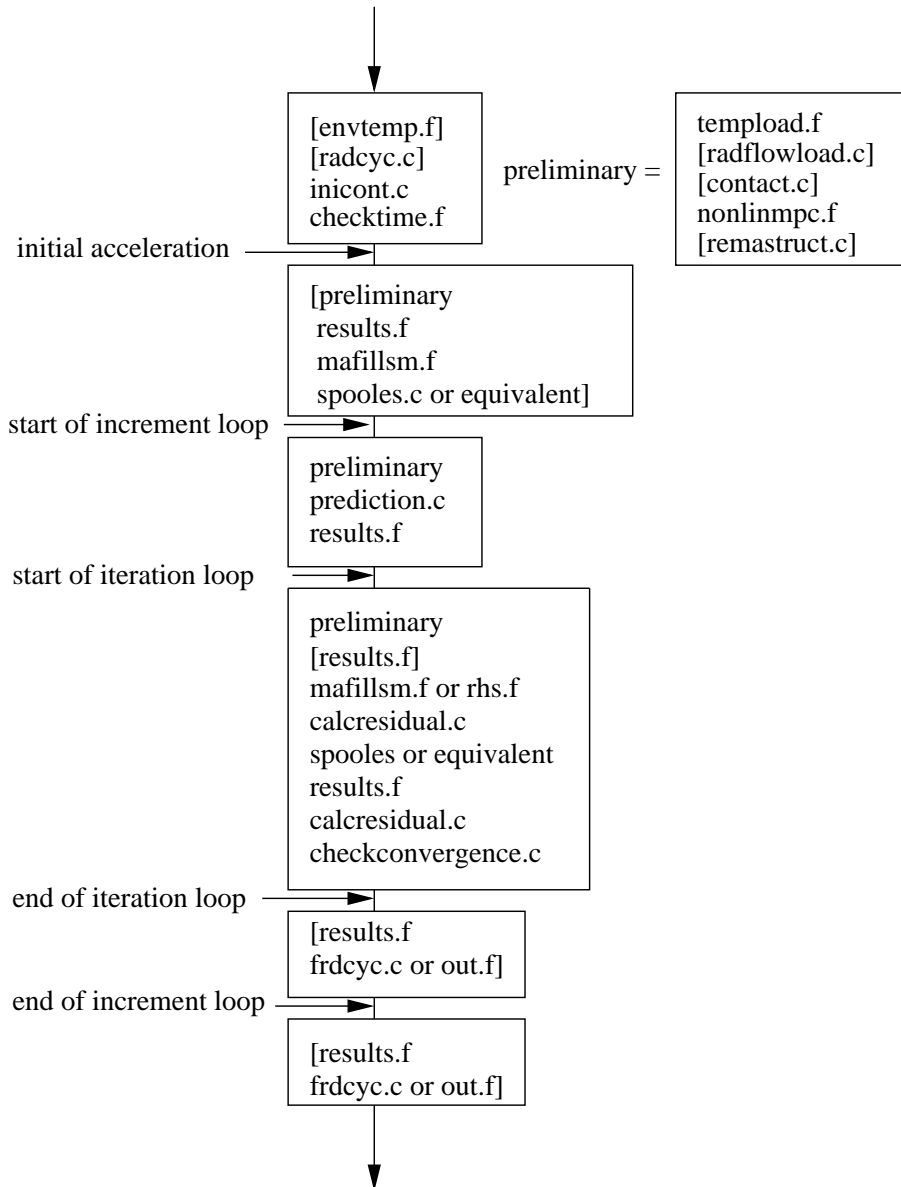 [envtemp.f]
[radcyc.c]
inicont.c
checktime.f
preliminary =
tempload.f
[radflowload.c]
[contact.c]
nonlinmpc.f
[remastruct.c]
initial acceleration
[preliminary
results.f
mafillsm.f
spooles.c or equivalent]
start of increment loop
preliminary
prediction.c
results.f
start of iteration loop
preliminary
[results.f]
mafillsm.f or rhs.f
calcresidual.c
spooles or equivalent
results.f
calcresidual.c
checkconvergence.c
end of iteration loop
[results.f
frdcyc.c or out.f]
end of increment loop
[results.f
frdcyc.c or out.f]